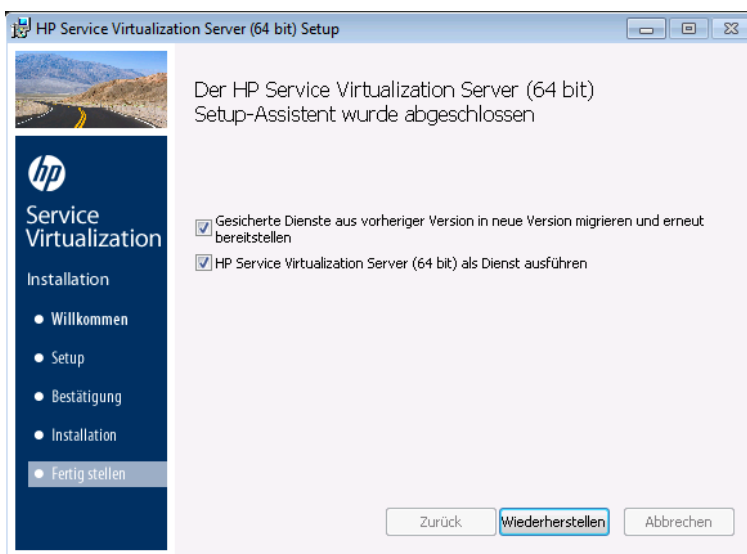 HP Service Virtualization Server (64 bit) Setup
Der HP Service Virtualization Server (64 bit)
Setup-Assistent wurde abgeschlossen
hp
Service
Virtualization
Installation
Willkommen
Setup
Bestätigung
Installation
Fertig stellen
Gesicherte Dienste aus vorheriger Version in neue Version migrieren und erneut
bereitstellen
HP Service Virtualization Server (64 bit) als Dienst ausführen
Zurück
Wiederherstellen
Abbrechen